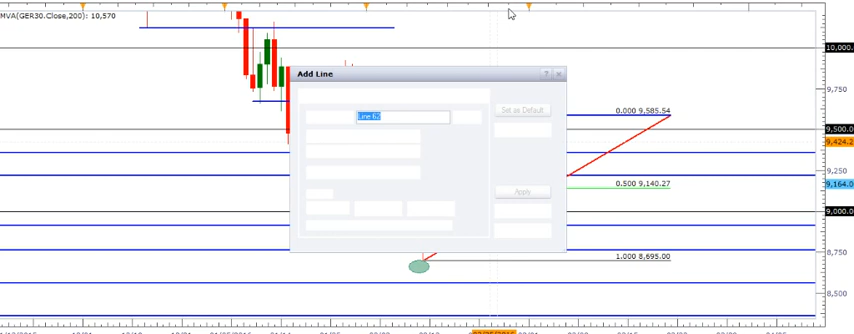 MVA(GER30.Close,200): 10,570
10,000.
Add Line
9,750
Line 62
Set as Default
0.000 9,585.54
9,500.0
9,424.2
9,250
Apply
0.500 9,140.27
9,164.0
9,000.0
1.000 8,695.00
8,750
8,500